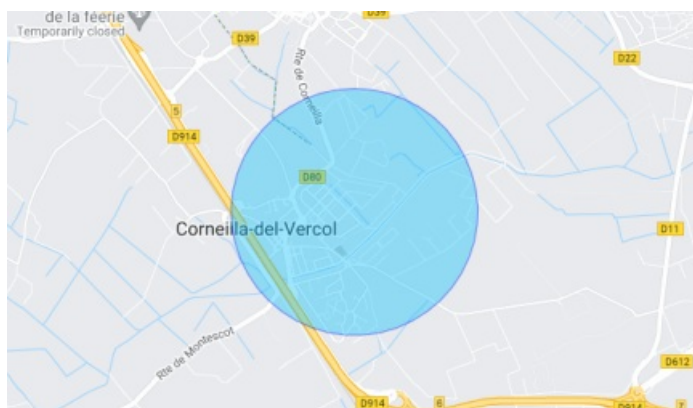 de la féerie
Temporarily closed
D39
D39
Rte de Corneilla
D22
5
D914
D80
Corneilla-del-Vercol
D11
Rte de Montescot
D612
D914
6
D914
7